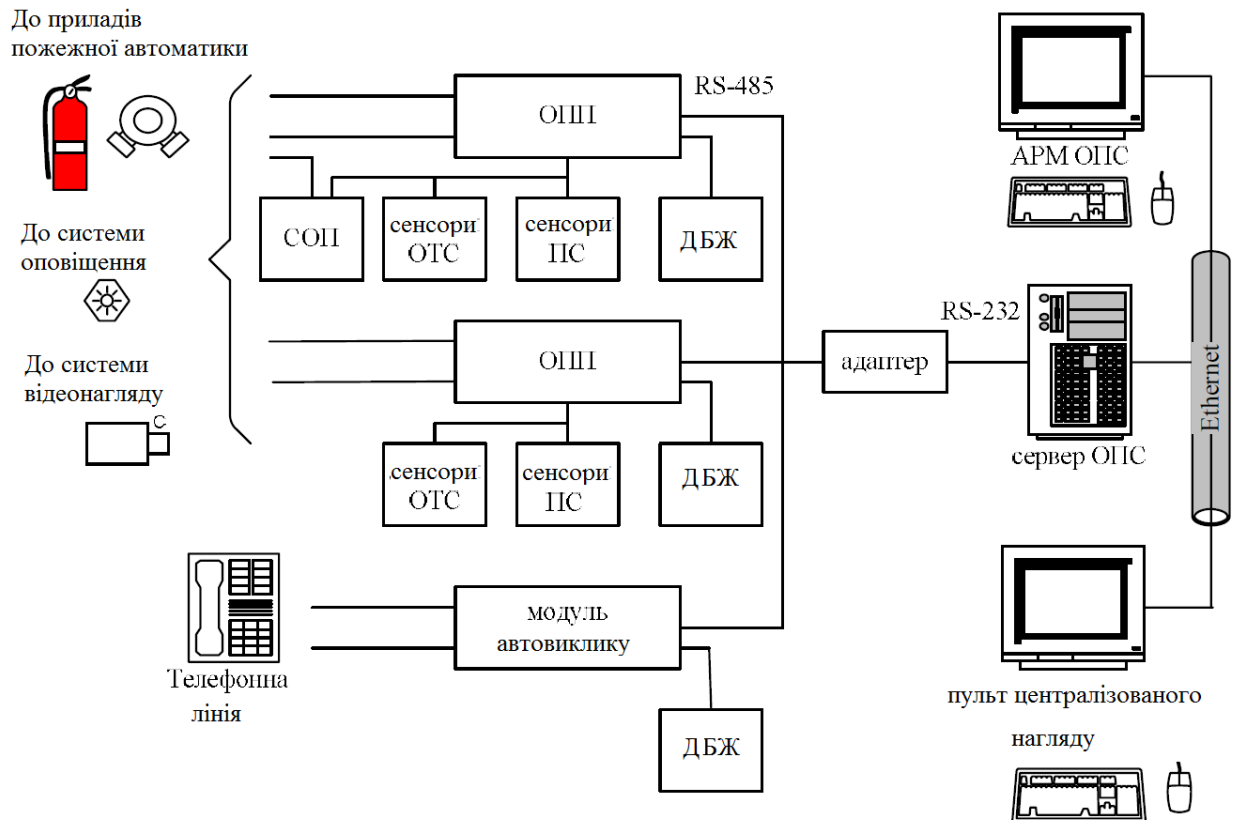 До приладів
пожежної автоматики
ОПП
RS-485
СОП
сенсори
ОТС
сенсори
ПС
ДБЖ
До системи
оповіщення
До системи
відеонагляду
С
ОПП
сенсори
ОТС
сенсори
ПС
ДБЖ
Телефонна
лінія
модуль
автовиклику
ДБЖ
адаптер
RS-232
АРМ ОПС
сервер ОПС
Ethernet
пульт централізованого
нагляду